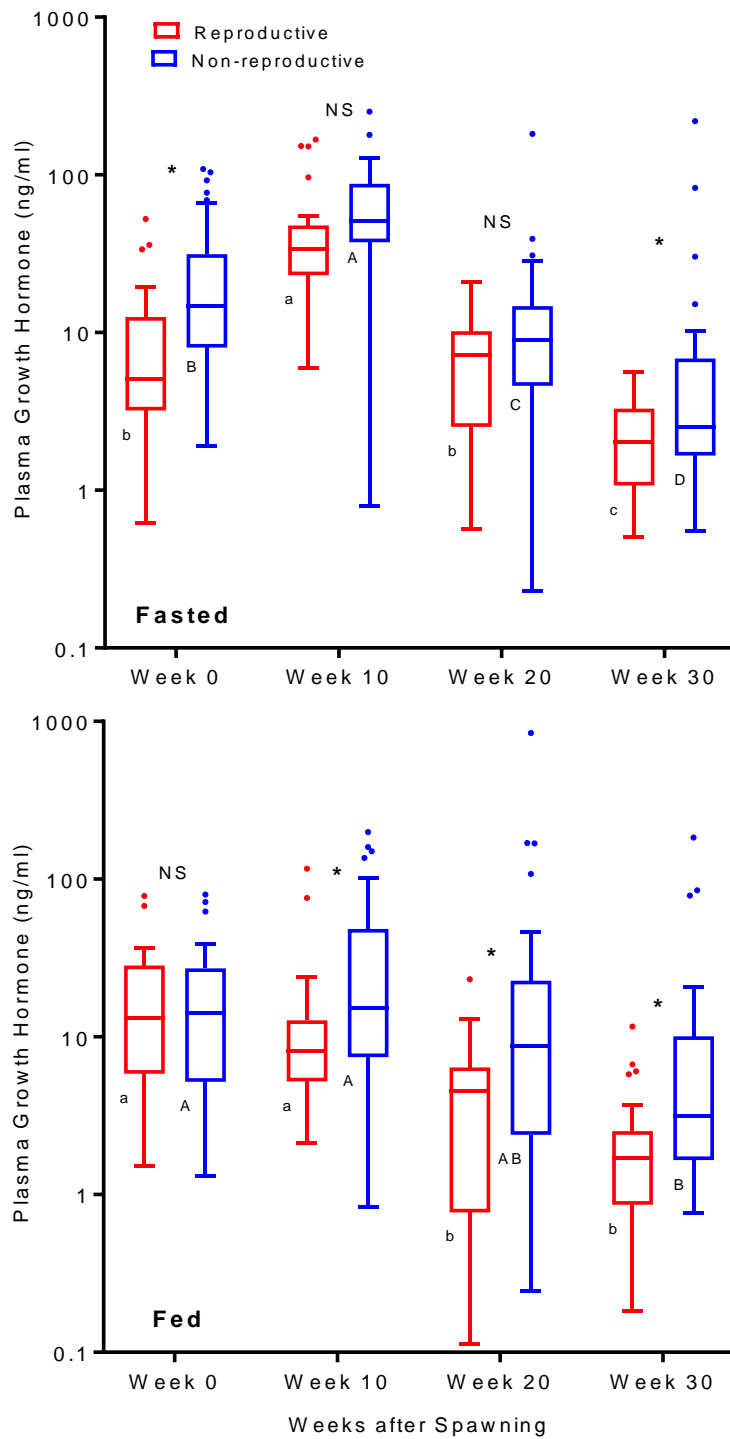 1000
Reproductive
Non-reproductive
NS
*
100
A
NS
*
a
10
B
C
b
b
D
1
c
Fasted
0.1
Week 0 Week 10 Week 20 Week 30
Plasma Growth Hormone (ng/ml)
1000
NS
*
100
*
*
10
a A a A
AB
B
1
b
b
Fed
0.1
Week 0 Week 10 Week 20 Week 30
Plasma Growth Hormone (ng/ml)
Weeks after Spawning